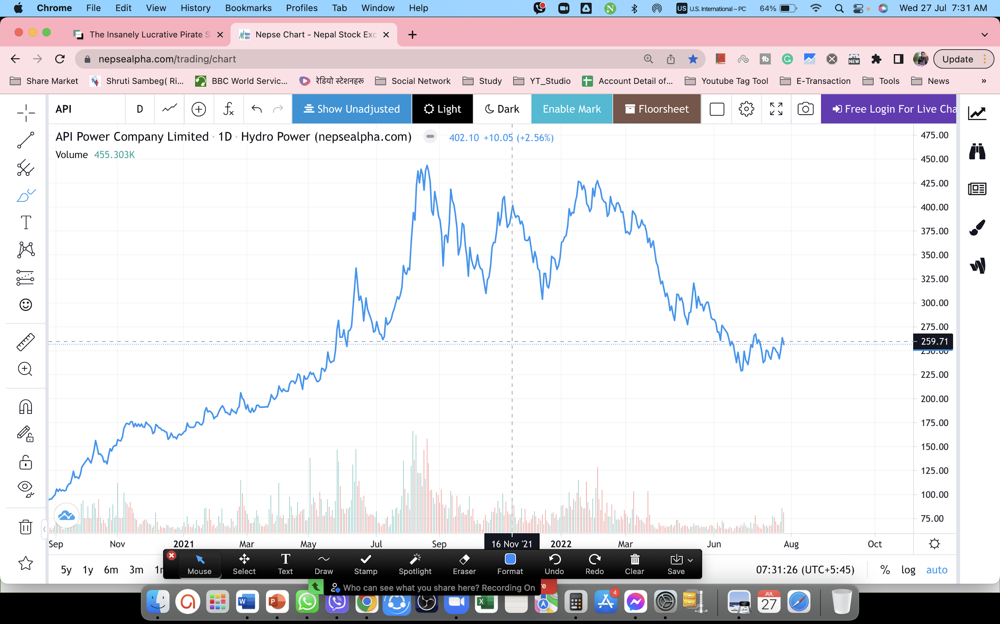 Chrome File Edit View History Bookmarks Profiles Tab Window Help US U.S. International – PC 64% Wed 27 Jul 7:31 AM
The Insanely Lucrative Pirate S Nepse Chart - Nepal Stock Exc
nepsealpha.com/trading/chart NEW Update
Share Market Shruti Sambeg( Ri... BBC World Servic... रेडियो स्टेशनहरू Social Network Study YT_Studio Account Detail of... Youtube Tag Tool E-Transaction Tools News »
API D Show Unadjusted Light Dark Enable Mark Floorsheet Free Login For Live Cha
API Power Company Limited · 1D · Hydro Power (nepsealpha.com) 402.10 +10.05 (+2.56%)
Volume 455.303K
475.00
450.00
425.00
400.00
375.00
350.00
325.00
300.00
275.00
259.71
250.00
225.00
200.00
175.00
150.00
125.00
100.00
75.00
Sep Nov 2021 Mar May Jul Sep 16 Nov '21 2022 Mar Jun Aug Oct
5y 1y 6m 3m 07:31:26 (UTC+5:45) % log auto
Mouse Select Text Draw Stamp Spotlight Eraser Format Undo Redo Clear Save
Who can see what you share here? Recording On
4
JUL
27